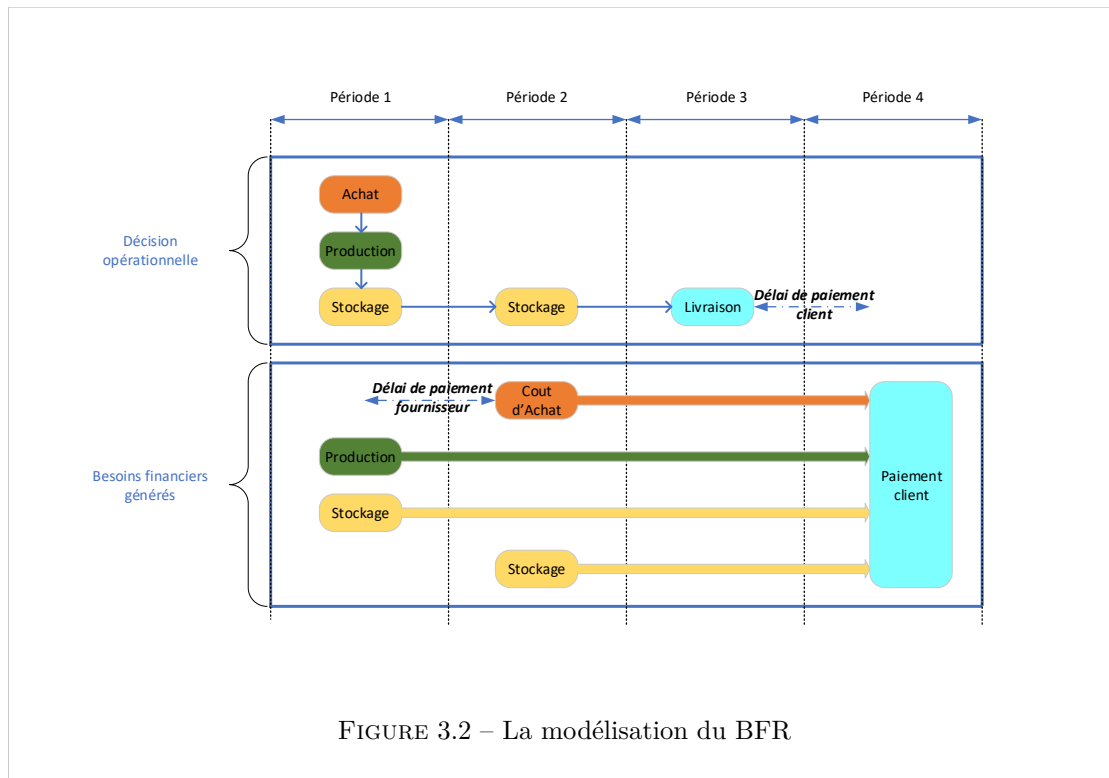 Période 1
Période 2
Période 3
Période 4
Décision
opérationnelle
Achat
Production
Stockage
Stockage
Livraison
Délai de paiement
client
Besoins financiers
générés
Délai de paiement
fournisseur
Cout
d'Achat
Production
Stockage
Stockage
Paiement
client
FIGURE 3.2 – La modélisation du BFR